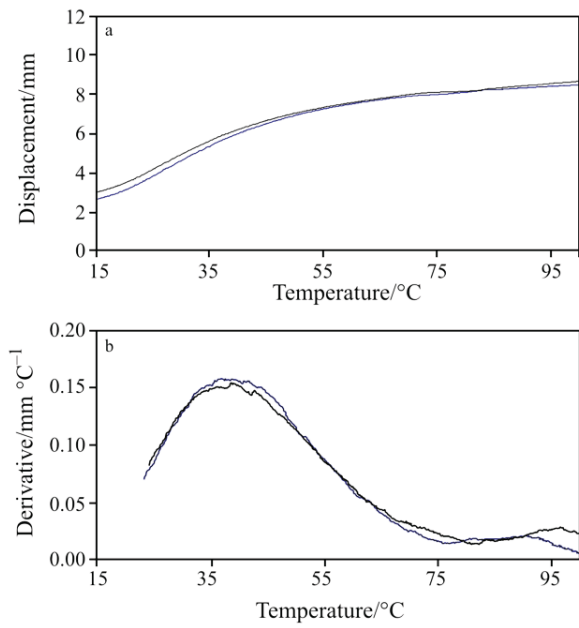 a
12
10
8
6
4
2
0
Displacement/mm
15 35 55 75 95
Temperature/°C
b
0.20
0.15
0.10
0.05
0.00
Derivative/mm °C⁻¹
15 35 55 75 95
Temperature/°C